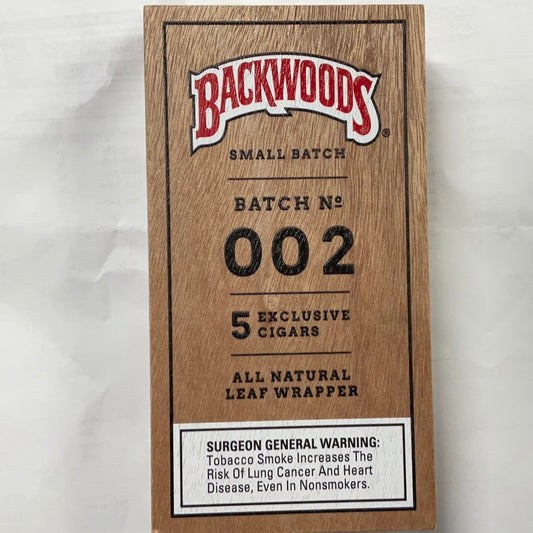 BACKWOODS®
SMALL BATCH
BATCH Nº
002
5 EXCLUSIVE
CIGARS
ALL NATURAL
LEAF WRAPPER
SURGEON GENERAL WARNING:
Tobacco Smoke Increases The
Risk Of Lung Cancer And Heart
Disease, Even In Nonsmokers.